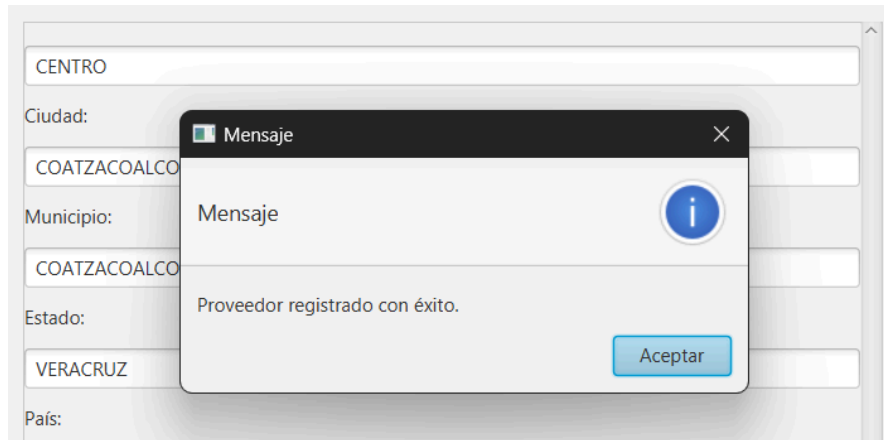 CENTRO
Ciudad:
COATZACOALCO
Municipio:
COATZACOALCO
Estado:
VERACRUZ
País:
Mensaje
Mensaje
Proveedor registrado con éxito.
Aceptar